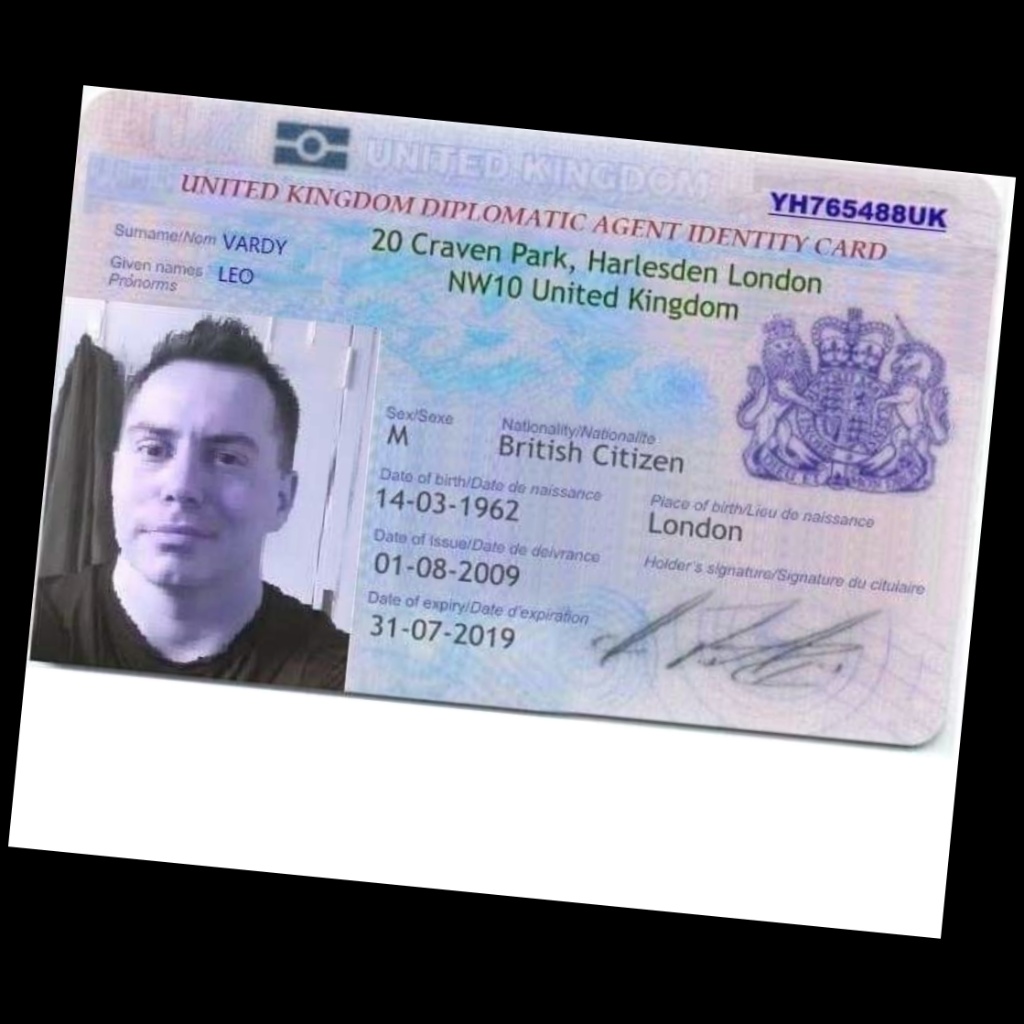 UNITED KINGDOM
YH765488UK
UNITED KINGDOM DIPLOMATIC AGENT IDENTITY CARD
Surname/Nom VARDY
20 Craven Park, Harlesden London
NW10 United Kingdom
Given names LEO
Prénorms
Sex/Sexe
M
Nationality/Nationalite
British Citizen
Date of birth/Date de naissance
14-03-1962
Place of birth/Lieu de naissance
London
Date of issue/Date de deivrance
01-08-2009
Holder's signature/Signature du citulaire
Date of expiry/Date d'expiration
31-07-2019